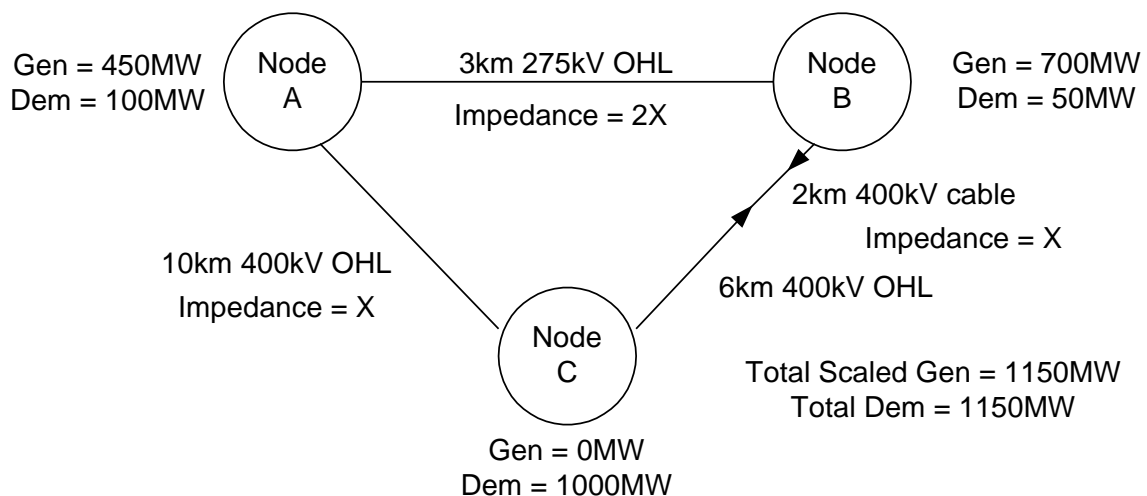 Gen = 450MW
Dem = 100MW
Node
A
3km 275kV OHL
Impedance = 2X
Node
B
Gen = 700MW
Dem = 50MW
2km 400kV cable
Impedance = X
10km 400kV OHL
Impedance = X
6km 400kV OHL
Node
C
Total Scaled Gen = 1150MW
Total Dem = 1150MW
Gen = 0MW
Dem = 1000MW